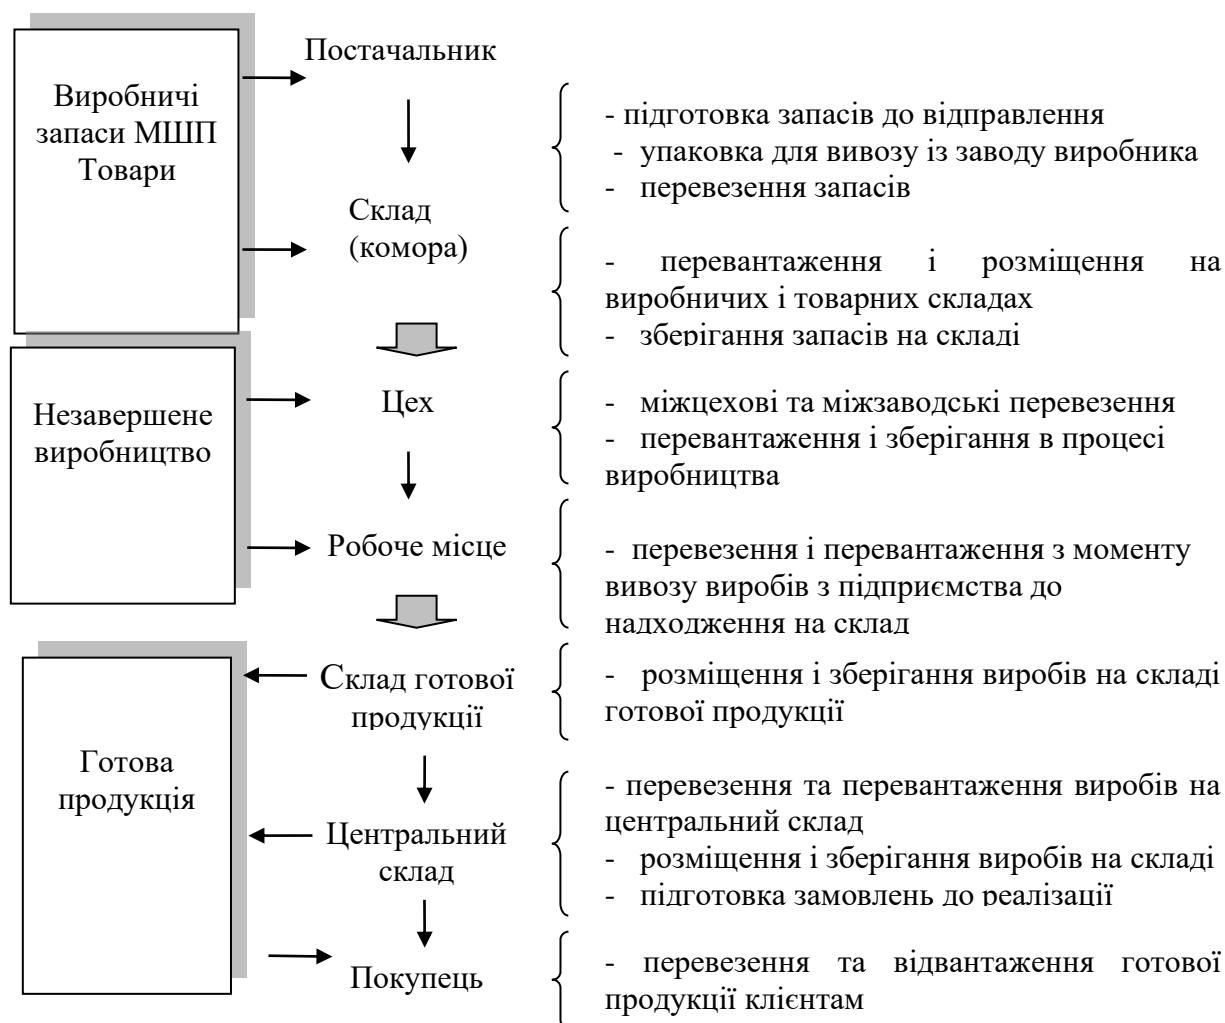 Виробничі
запаси МШП
Товари
Постачальник
- підготовка запасів до відправлення
- упаковка для вивозу із заводу виробника
- перевезення запасів
Склад
(комора)
- перевантаження і розміщення на
виробничих і товарних складах
- зберігання запасів на складі
Незавершене
виробництво
Цех
- міжцехові та міжзаводські перевезення
- перевантаження і зберігання в процесі
виробництва
Робоче місце
- перевезення і перевантаження з моменту
вивозу виробів з підприємства до
надходження на склад
Готова
продукція
Склад готової
продукції
- розміщення і зберігання виробів на складі
готової продукції
Центральний
склад
- перевезення та перевантаження виробів на
центральний склад
- розміщення і зберігання виробів на складі
- підготовка замовлень до реалізації
Покупець
- перевезення та відвантаження готової
продукції клієнтам